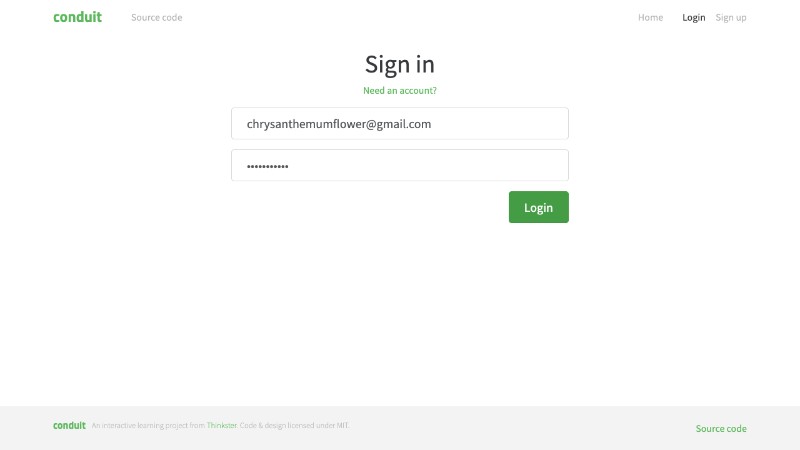 conduit Source code Home Login Sign up
Sign in
Need an account?
chrysanthemumflower@gmail.com
•••••••••••
Login
conduit An interactive learning project from Thinkster. Code & design licensed under MIT. Source code